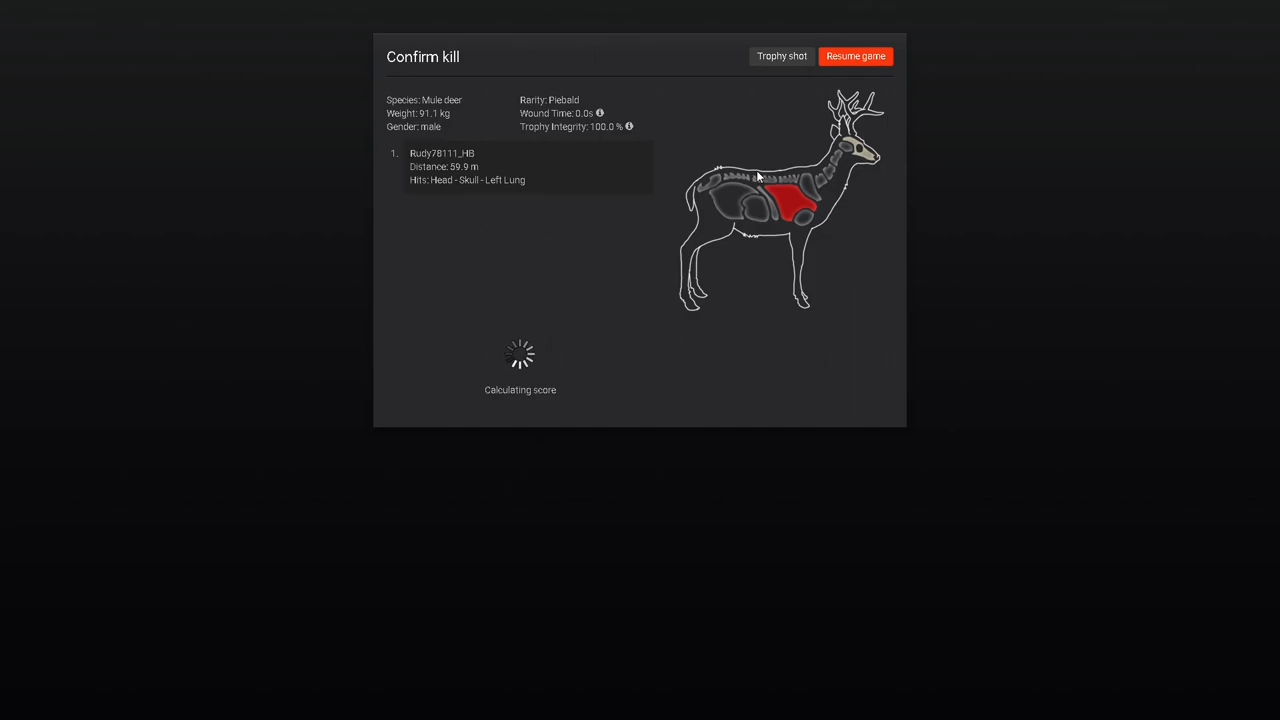 Confirm kill
Trophy shot
Resume game
Species: Mule deer
Weight: 91.1 kg
Gender: male
Rarity: Piebald
Wound Time: 0.0s
Trophy Integrity: 100.0 %
1.
Rudy78111_HB
Distance: 59.9 m
Hits: Head - Skull - Left Lung
Calculating score